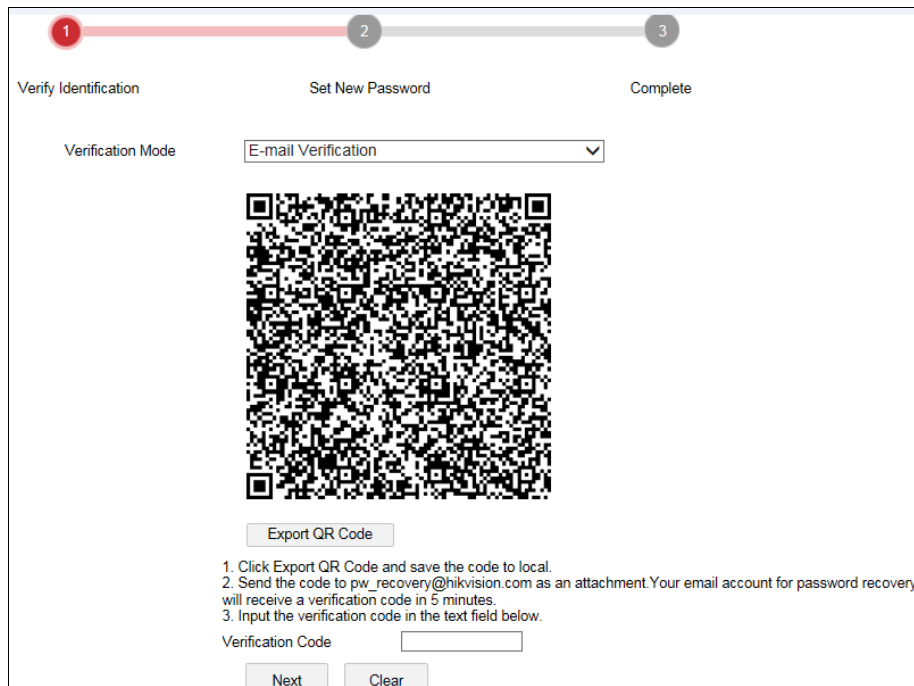 1
2
3
Verify Identification
Set New Password
Complete
Verification Mode
E-mail Verification
Export QR Code
1. Click Export QR Code and save the code to local.
2. Send the code to pw_recovery@hikvision.com as an attachment.Your email account for password recovery
will receive a verification code in 5 minutes.
3. Input the verification code in the text field below.
Verification Code
Next
Clear